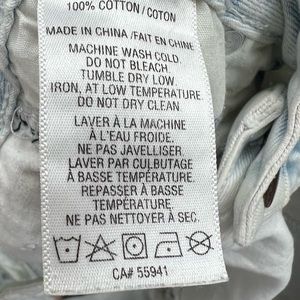 100% COTTON / COTON
MADE IN CHINA / FAIT EN CHINE
MACHINE WASH COLD.
DO NOT BLEACH
TUMBLE DRY LOW.
IRON, AT LOW TEMPERATURE.
DO NOT DRY CLEAN
LAVER À LA MACHINE
À L'EAU FROIDE.
NE PAS JAVELLISER.
LAVER PAR CULBUTAGE
À BASSE TEMPÉRATURE.
REPASSER À BASSE
TEMPÉRATURE.
NE PAS NETTOYER À SEC.
CA# 55941